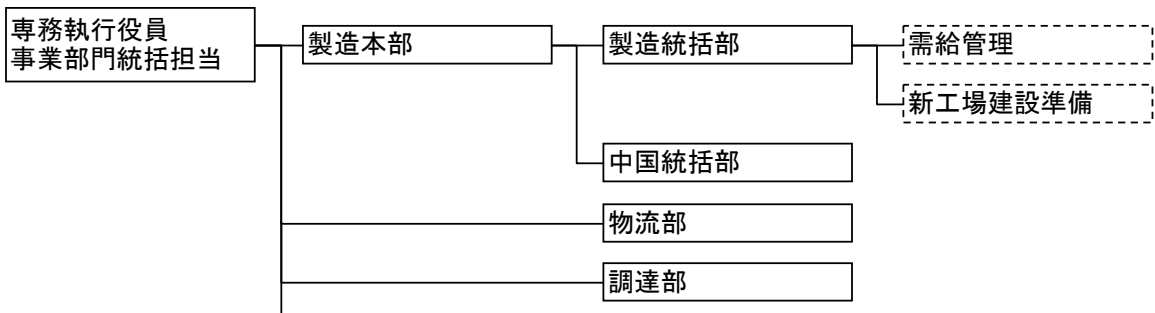 専務執行役員
事業部門統括担当
製造本部
製造統括部
需給管理
新工場建設準備
中国統括部
物流部
調達部